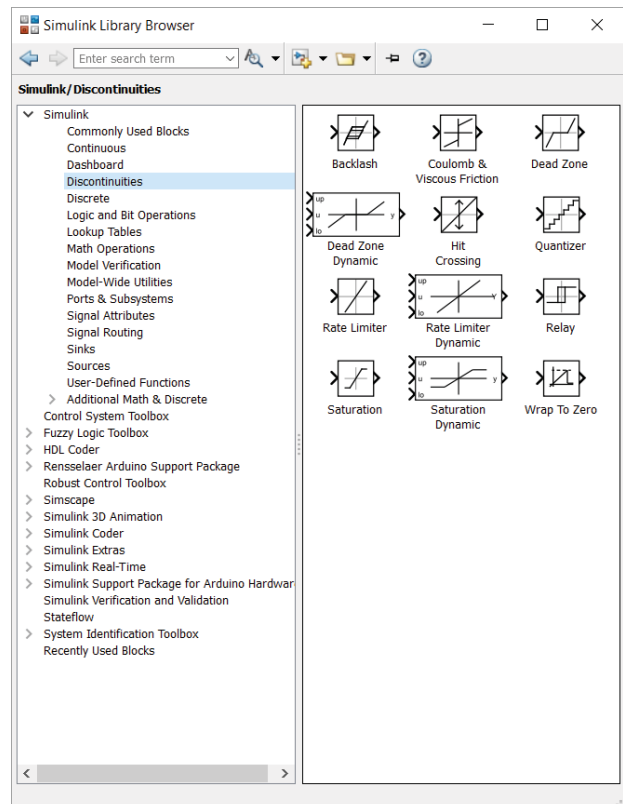 Simulink Library Browser
Enter search term
Simulink/Discontinuities
Simulink
Commonly Used Blocks
Continuous
Dashboard
Discontinuities
Discrete
Logic and Bit Operations
Lookup Tables
Math Operations
Model Verification
Model-Wide Utilities
Ports & Subsystems
Signal Attributes
Signal Routing
Sinks
Sources
User-Defined Functions
Additional Math & Discrete
Control System Toolbox
Fuzzy Logic Toolbox
HDL Coder
Rensselaer Arduino Support Package
Robust Control Toolbox
Simscape
Simulink 3D Animation
Simulink Coder
Simulink Extras
Simulink Real-Time
Simulink Support Package for Arduino Hardwar
Simulink Verification and Validation
Stateflow
System Identification Toolbox
Recently Used Blocks
Backlash
Coulomb &
Viscous Friction
Dead Zone
up
u
lo
y
Dead Zone
Dynamic
Hit
Crossing
Quantizer
Rate Limiter
up
u
lo
Y
Rate Limiter
Dynamic
Relay
Saturation
up
u
lo
y
Saturation
Dynamic
Wrap To Zero